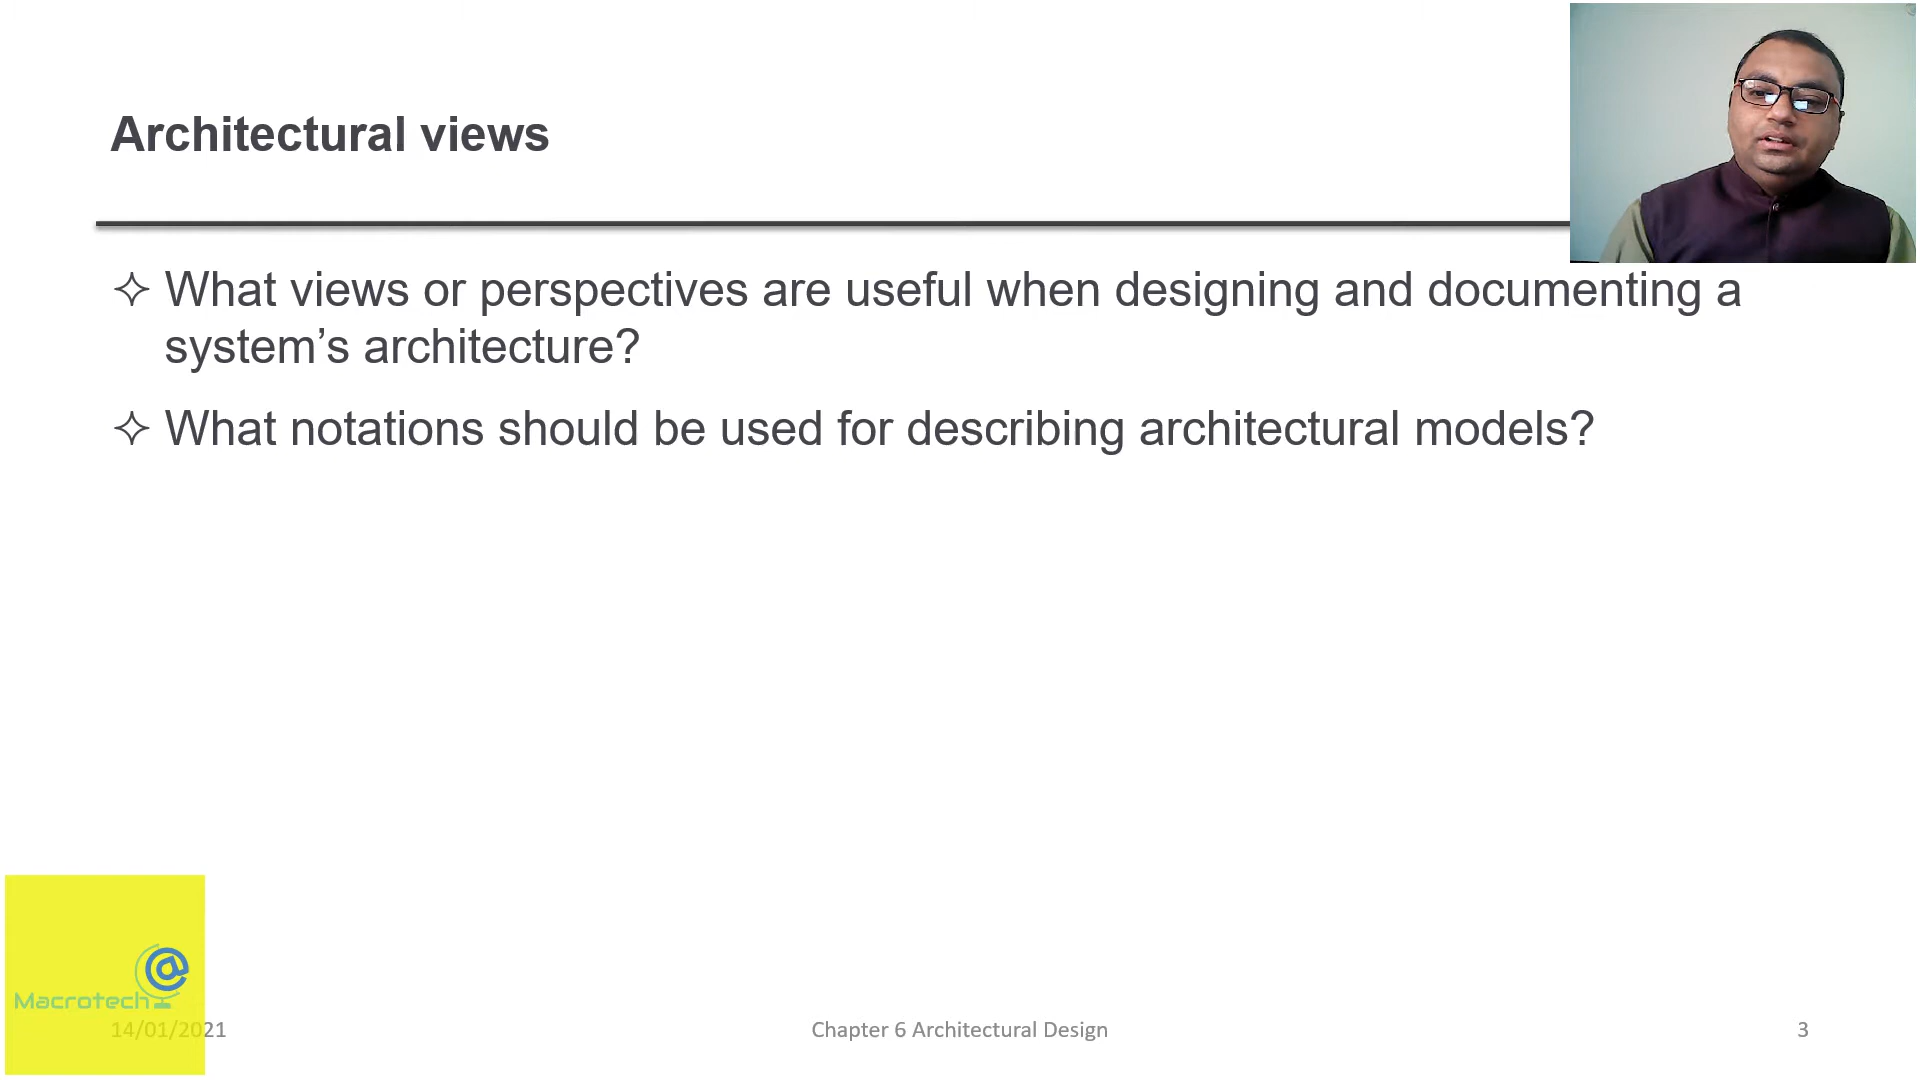 Architectural views
What views or perspectives are useful when designing and documenting a
system’s architecture?
What notations should be used for describing architectural models?
@
Macrotech
14/01/2021
Chapter 6 Architectural Design
3